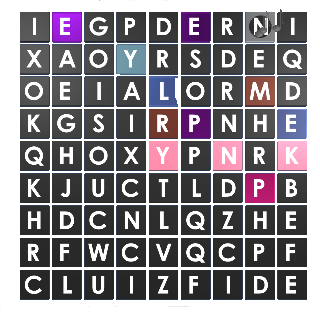 I E G P D E R N I
X A O Y R S D E Q
O E I A L O R M D
K G S I R P N H E
Q H O X Y P N R K
K J U C T L D P B
H D C N L Q Z H E
R F W C V Q C P F
C L U I Z F I D E